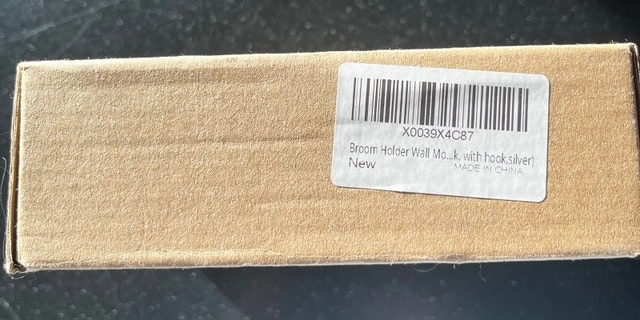 X0039X4C87
Broom Holder Wall Mo...k, with hook,silver)
New
MADE IN CHINA